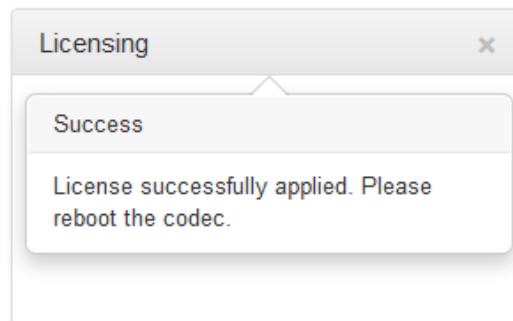 Licensing ×
Success
License successfully applied. Please
reboot the codec.